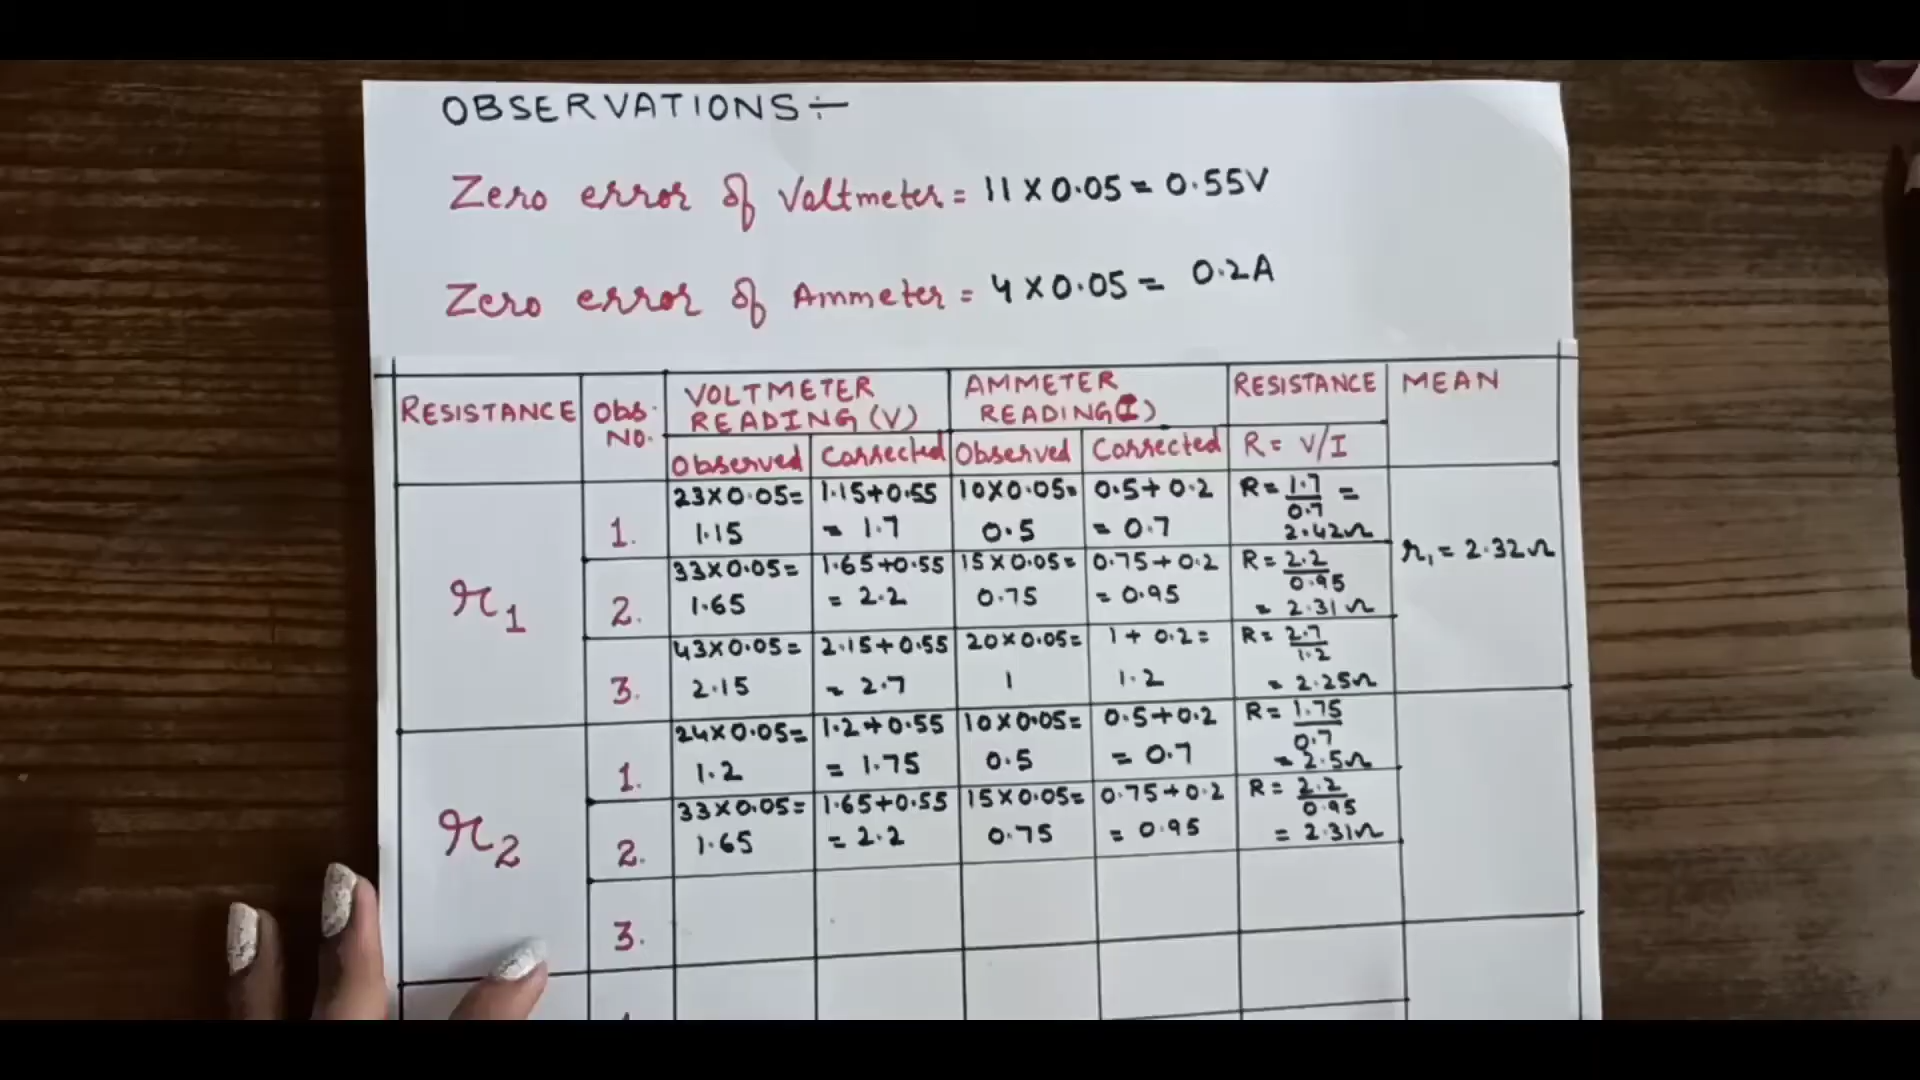 OBSERVATIONS÷
Zero error of Voltmeter = 11 X 0.05 = 0.55V
Zero error of Ammeter = 4 X 0.05 = 0.2A
RESISTANCE
Obs.
NO.
VOLTMETER
READING (V)
AMMETER
READING(I)
RESISTANCE
MEAN
Observed
Corrected
Observed
Corrected
R = V/I
r1
1.
23X0.05=
1.15
1.15+0.55
= 1.7
10X0.05=
0.5
0.5+0.2
= 0.7
R = 1.7/0.7 =
2.42Ω
r1 = 2.32Ω
2.
33X0.05=
1.65
1.65+0.55
= 2.2
15X0.05=
0.75
0.75+0.2
= 0.95
R = 2.2/0.95
= 2.31Ω
3.
43X0.05=
2.15
2.15+0.55
= 2.7
20X0.05=
1
1+0.2=
1.2
R = 2.7/1.2
= 2.25Ω
r2
1.
24X0.05=
1.2
1.2+0.55
= 1.75
10X0.05=
0.5
0.5+0.2
= 0.7
R = 1.75/0.7
= 2.5Ω
2.
33X0.05=
1.65
1.65+0.55
= 2.2
15X0.05=
0.75
0.75+0.2
= 0.95
R = 2.2/0.95
= 2.31Ω
3.